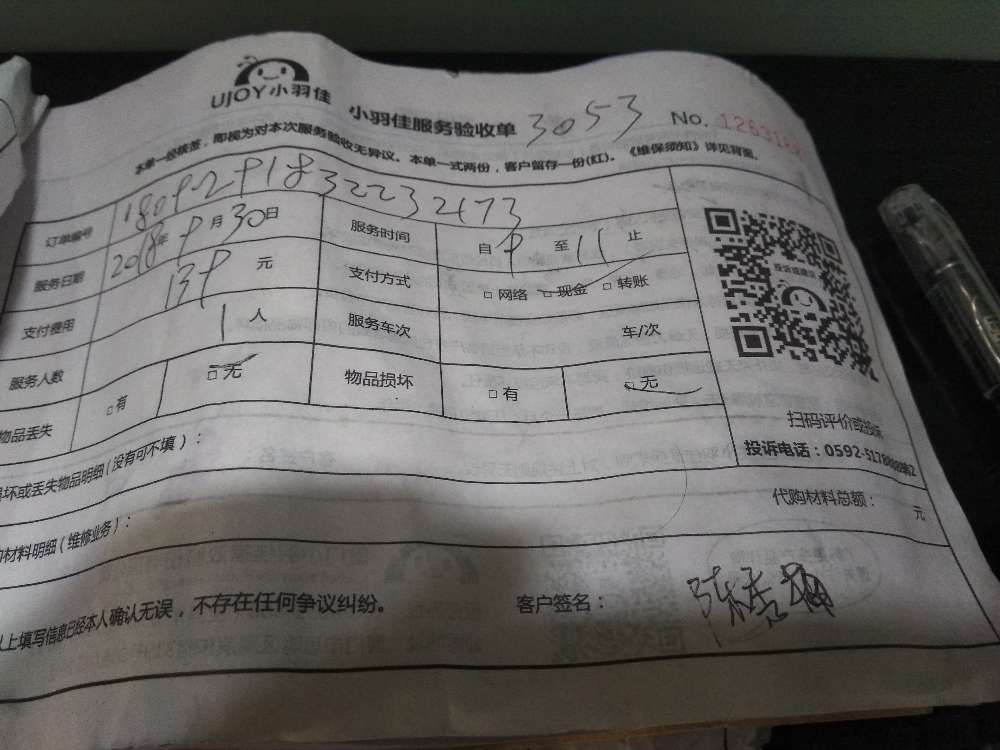 UJOY小羽佳
小羽佳服务验收单 3053 No.
本单一经核签，即视为对本次服务验收无异议。本单一式两份，客户留存一份(红)。《维保须知》详见背面。
订单编号
服务日期 2018年9月30日 服务时间 自9至11止
支付费用 139元 支付方式 □ 网络 □ 现金 □ 转账
服务人数 1人 服务车次 车/次
物品丢失 □ 有 □ 无 物品损坏 □ 有 □ 无
扫码评价或投诉
投诉电话：0592-5178
坏或丢失物品明细（没有可不填）：
代购材料总额： 元
材料明细（维修业务）：
以上填写信息已经本人确认无误，不存在任何争议纠纷。 客户签名：